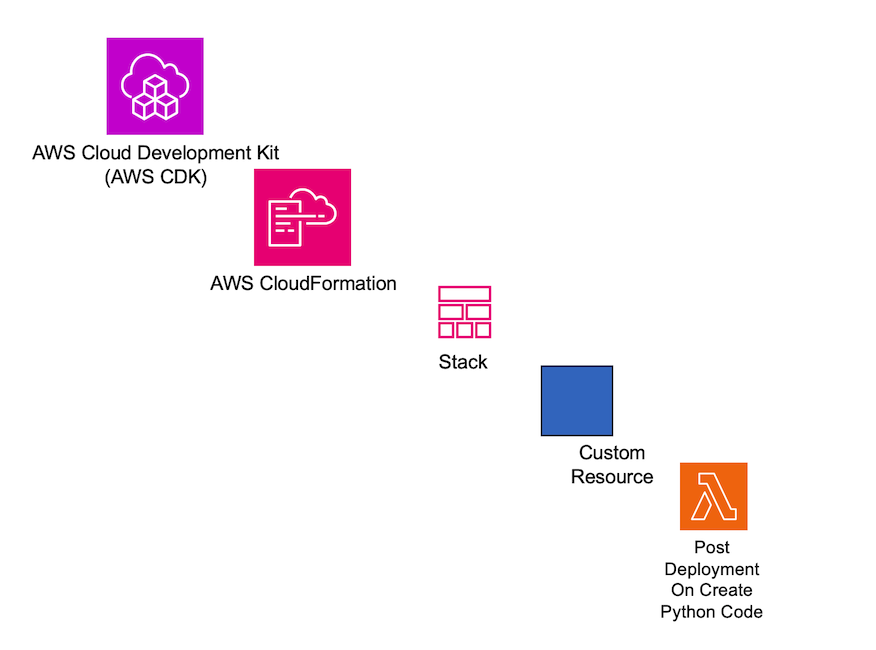 AWS Cloud Development Kit
(AWS CDK)
AWS CloudFormation
Stack
Custom
Resource
Post
Deployment
On Create
Python Code